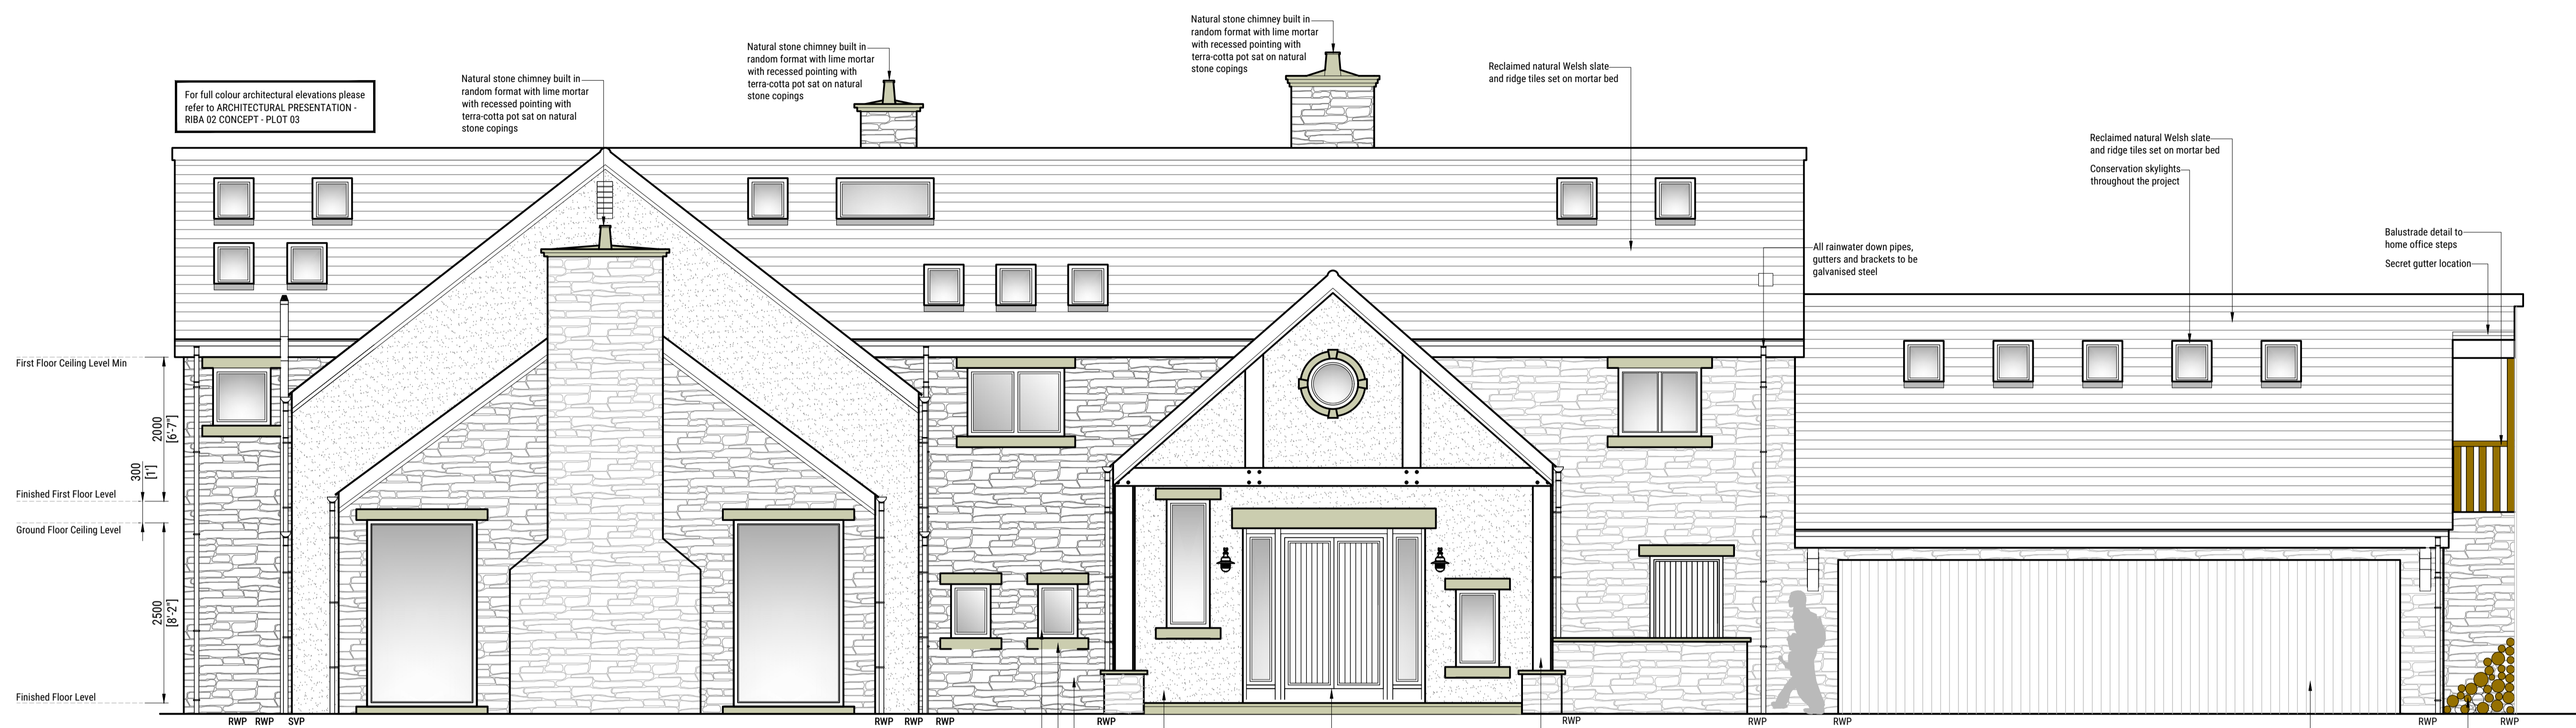 Natural stone chimney built in
random format with lime mortar
with recessed pointing with
terra-cotta pot sat on natural
stone copings
Natural stone chimney built in
random format with lime mortar
with recessed pointing with
terra-cotta pot sat on natural
stone copings
Natural stone chimney built in
random format with lime mortar
with recessed pointing with
terra-cotta pot sat on natural
stone copings
Reclaimed natural Welsh slate
and ridge tiles set on mortar bed
For full colour architectural elevations please
refer to ARCHITECTURAL PRESENTATION -
RIBA 02 CONCEPT - PLOT 03
Reclaimed natural Welsh slate
and ridge tiles set on mortar bed
Conservation skylights
throughout the project
All rainwater down pipes,
gutters and brackets to be
galvanised steel
Balustrade detail to
home office steps
Secret gutter location
First Floor Ceiling Level Min
2000
[6'-7"]
300
[1']
Finished First Floor Level
Ground Floor Ceiling Level
2500
[8'-2"]
Finished Floor Level
RWP RWP SVP RWP RWP RWP RWP RWP RWP RWP RWP RWP